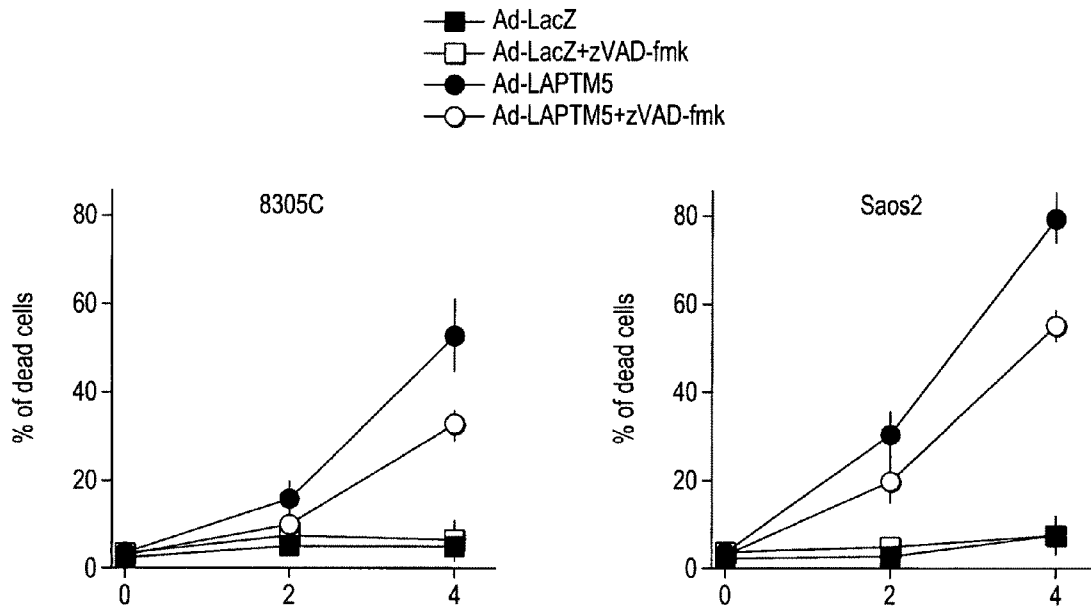 Ad-LacZ
Ad-LacZ+zVAD-fmk
Ad-LAPTM5
Ad-LAPTM5+zVAD-fmk
8305C
% of dead cells
80
60
40
20
0
0 2 4
Saos2
% of dead cells
80
60
40
20
0
0 2 4